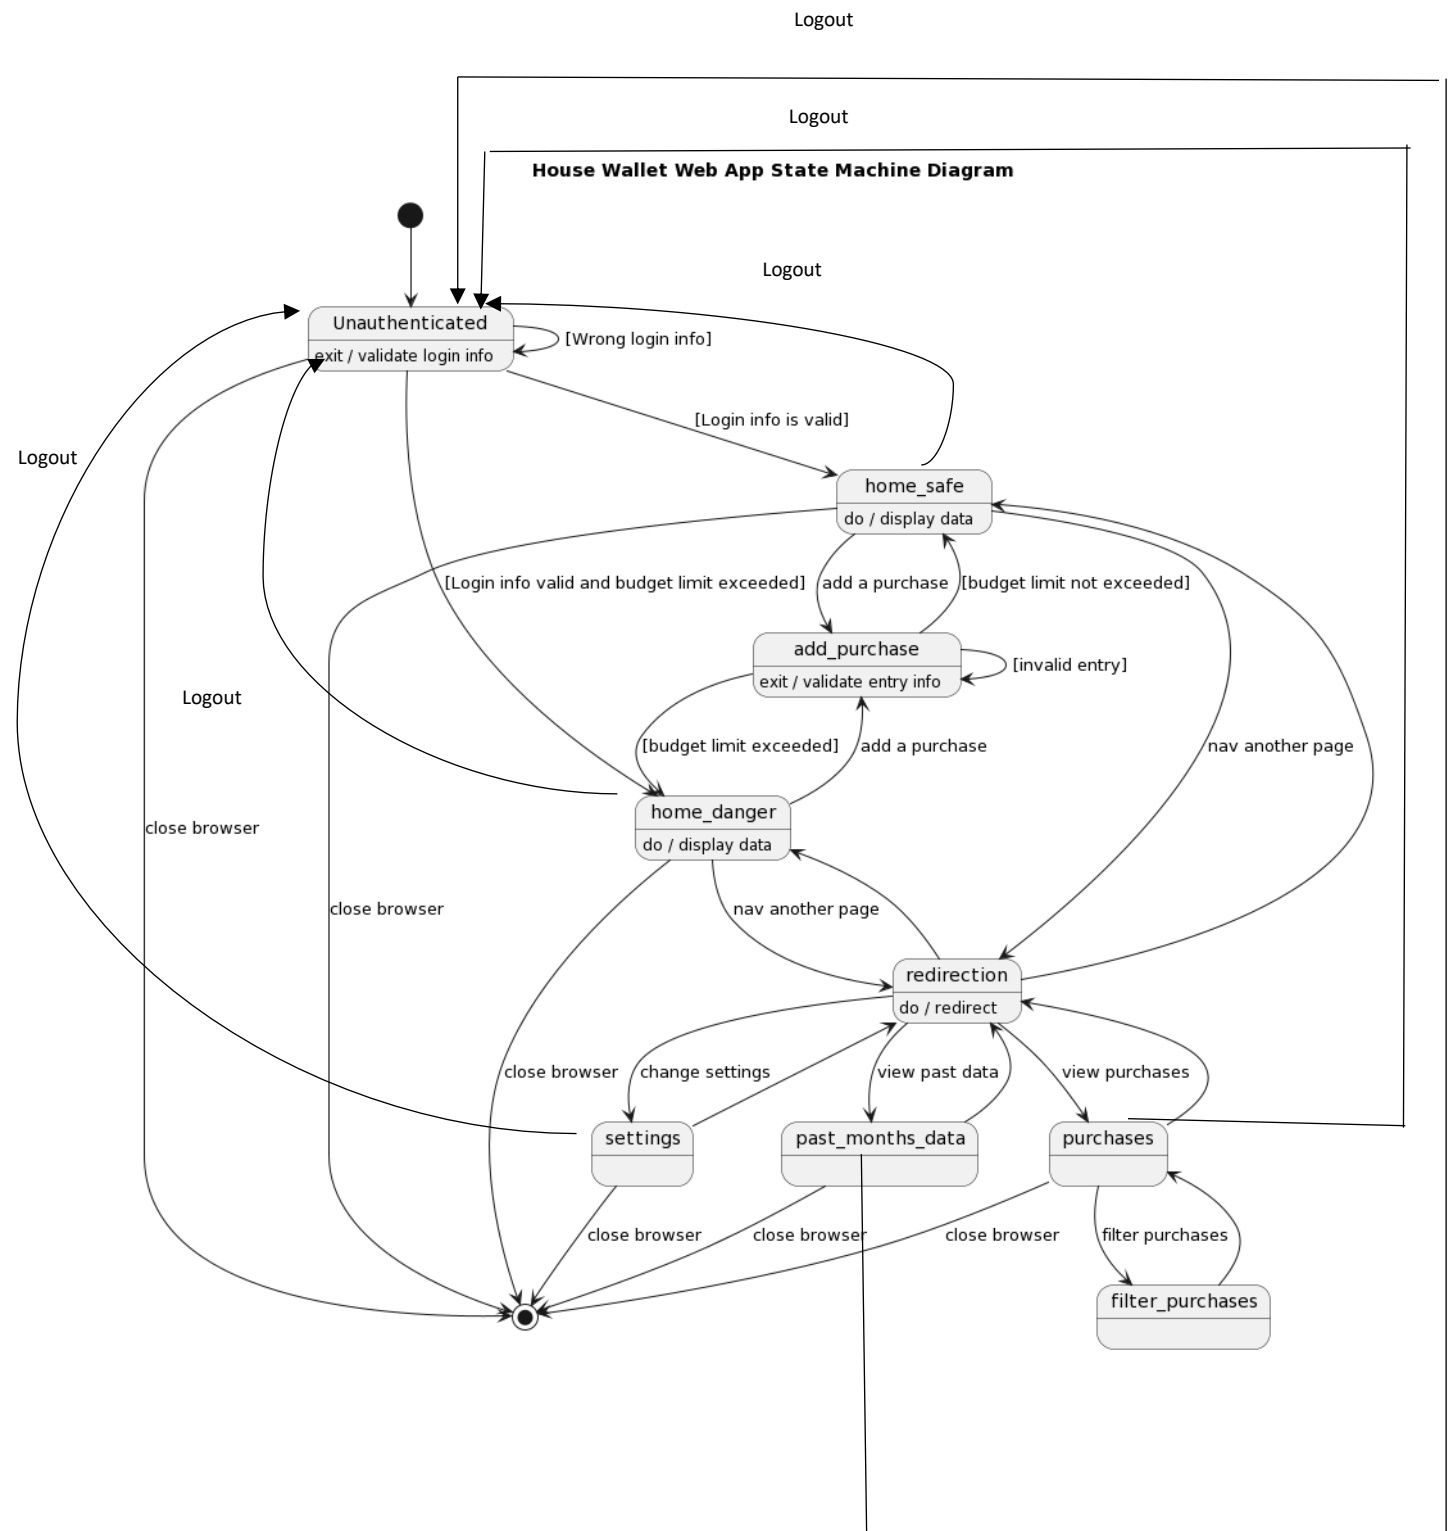 Logout
Logout
House Wallet Web App State Machine Diagram
Logout
Unauthenticated
exit / validate login info
[Wrong login info]
[Login info is valid]
Logout
home_safe
do / display data
[Login info valid and budget limit exceeded]
add a purchase
[budget limit not exceeded]
add_purchase
exit / validate entry info
[invalid entry]
Logout
[budget limit exceeded]
add a purchase
nav another page
home_danger
do / display data
close browser
close browser
nav another page
redirection
do / redirect
close browser
change settings
view past data
view purchases
settings
past_months_data
purchases
close browser
close browser
close browser
filter purchases
filter_purchases